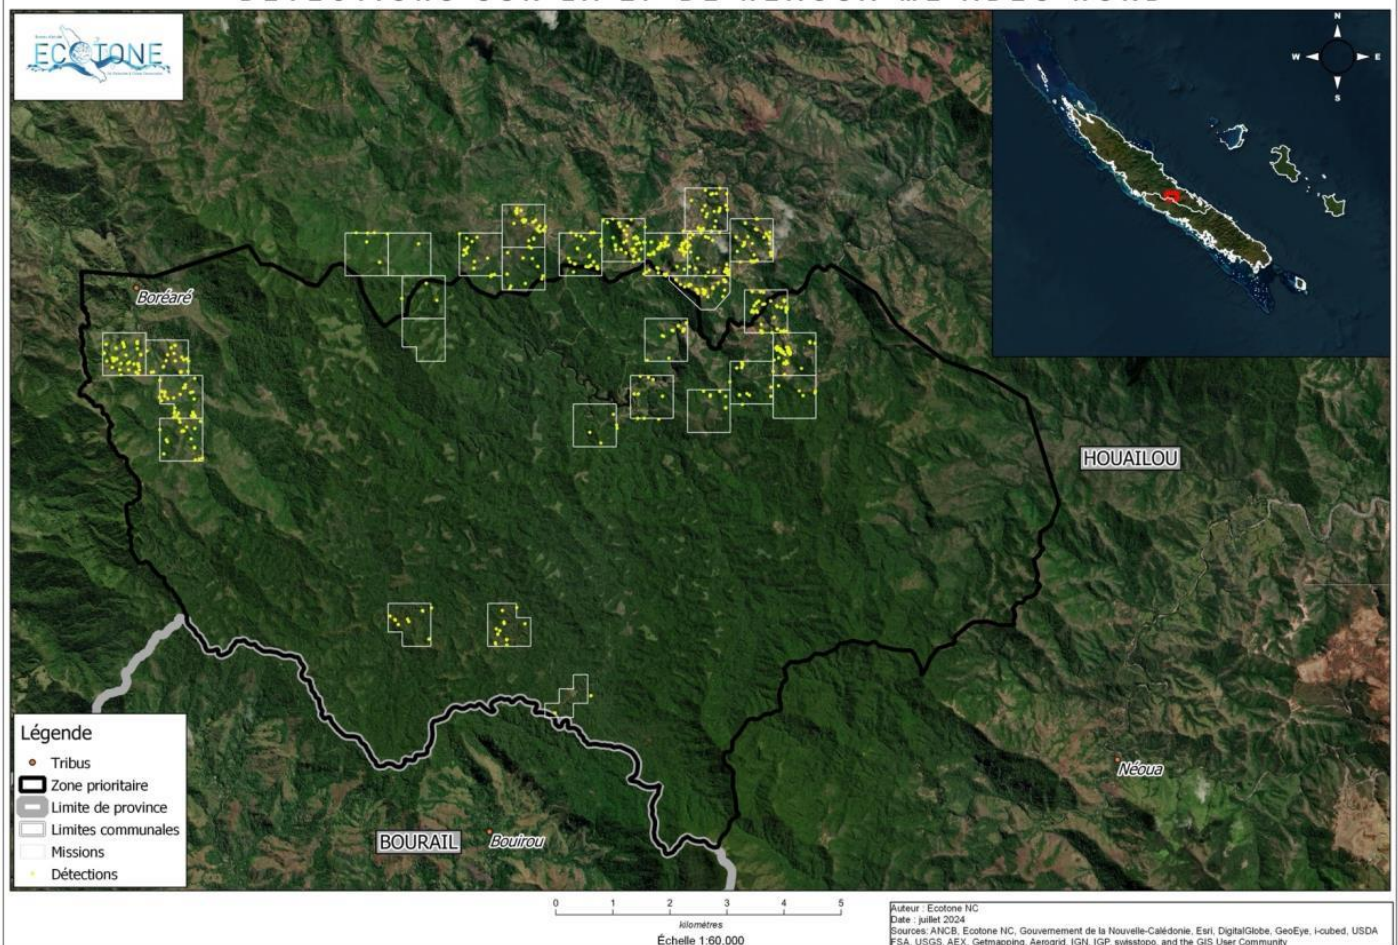 ECOTONE
N
W
E
S
Boréaré
HOUAILOU
Néoua
BOURAIL
Bouirou
Légende
Tribus
Zone prioritaire
Limite de province
Limites communales
Missions
Détections
0 1 2 3 4 5
kilomètres
Échelle 1:60.000
Auteur : Ecotone NC
Date : juillet 2024
Sources: ANCB, Ecotone NC, Gouvernement de la Nouvelle-Calédonie, Esri, DigitalGlobe, GeoEye, i-cubed, USDA
FSA, USGS, AEX, Getmapping, Aerogrid, IGN, IGP, swisstopo, and the GIS User Community